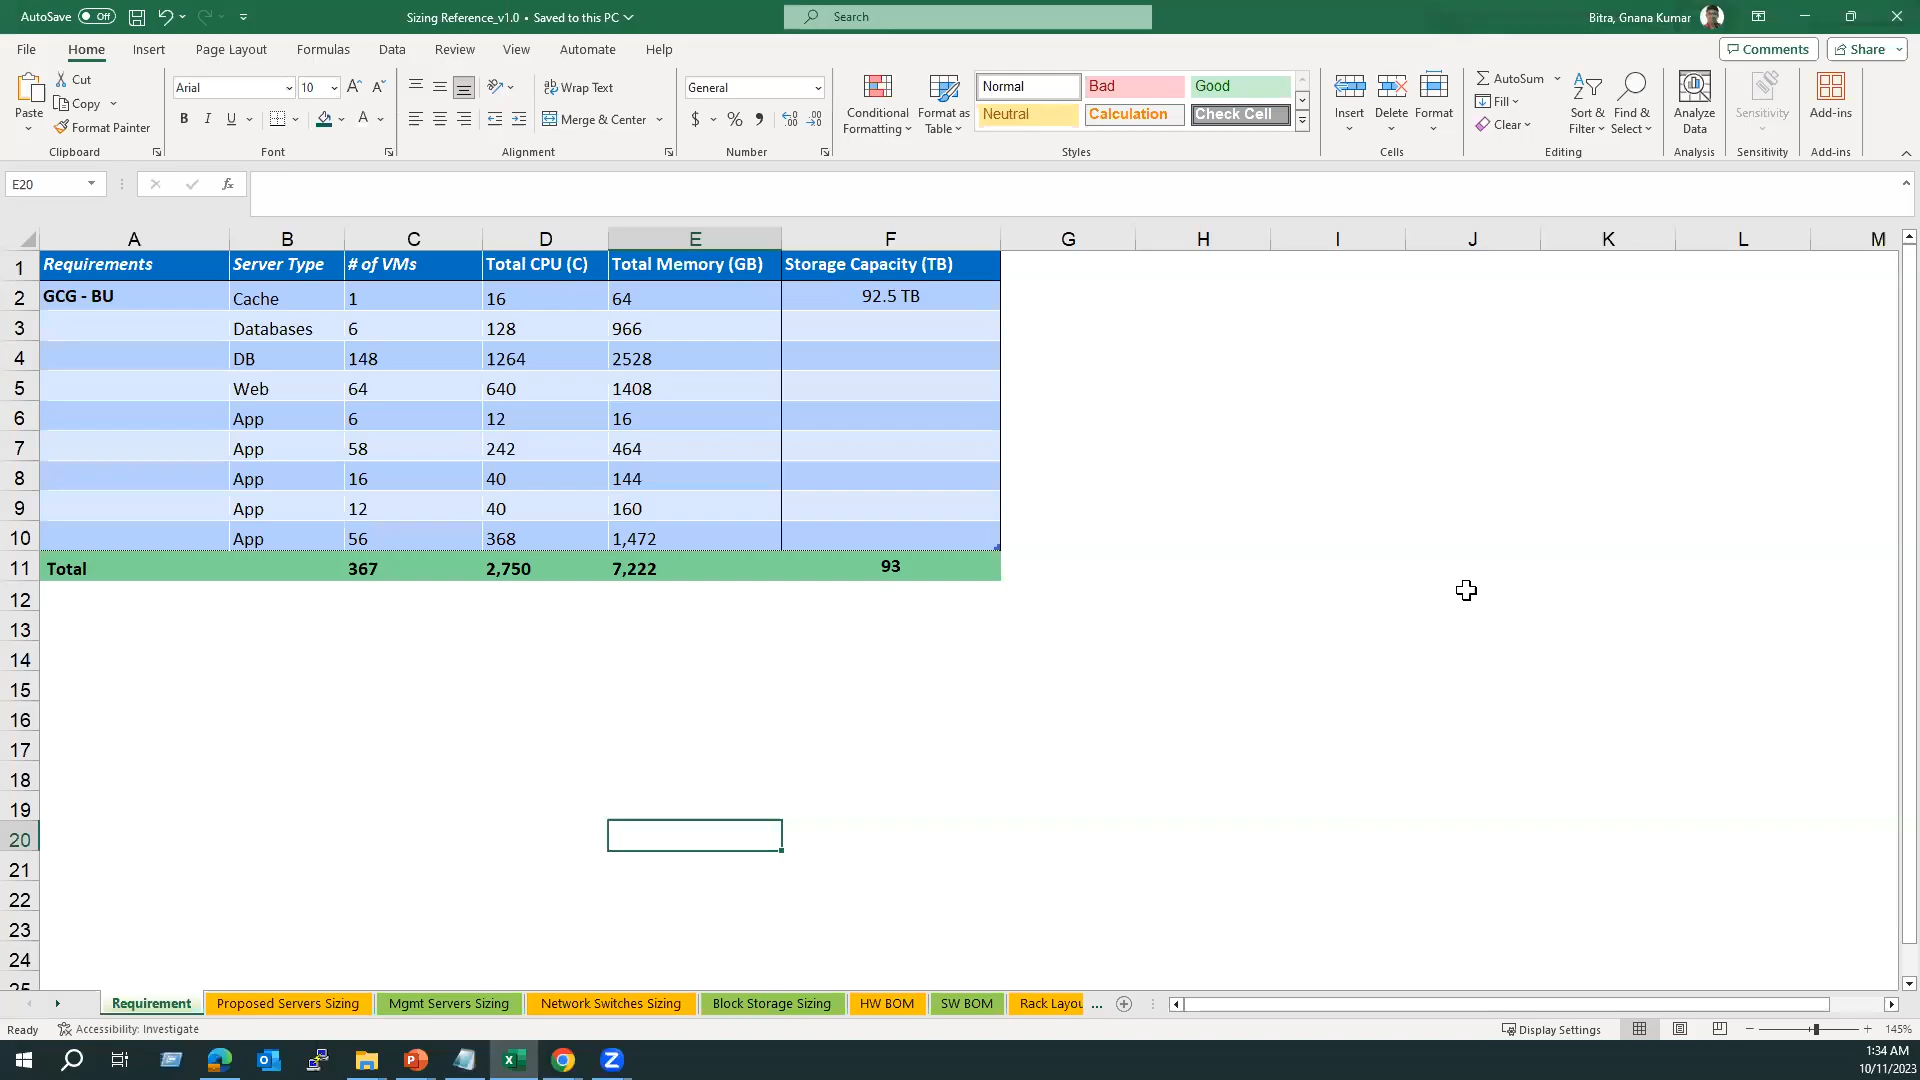 AutoSave Off Sizing Reference_v1.0 • Saved to this PC Search Bitra, Gnana Kumar
File Home Insert Page Layout Formulas Data Review View Automate Help Comments Share
Paste Cut Copy Format Painter Clipboard
Arial 10 B I U A Font
Wrap Text Merge & Center Alignment
General $ % Number
Conditional Formatting Format as Table Normal Bad Good Neutral Calculation Check Cell Styles
Insert Delete Format Cells
AutoSum Fill Clear Sort & Filter Find & Select Editing
Analyze Data Analysis Sensitivity Sensitivity Add-ins Add-ins
E20 fx
A B C D E F G H I J K L M
1 Requirements Server Type # of VMs Total CPU (C) Total Memory (GB) Storage Capacity (TB)
2 GCG - BU Cache 1 16 64 92.5 TB
3 Databases 6 128 966
4 DB 148 1264 2528
5 Web 64 640 1408
6 App 6 12 16
7 App 58 242 464
8 App 16 40 144
9 App 12 40 160
10 App 56 368 1,472
11 Total 367 2,750 7,222 93
12
13
14
15
16
17
18
19
20
21
22
23
24
25
Requirement Proposed Servers Sizing Mgmt Servers Sizing Network Switches Sizing Block Storage Sizing HW BOM SW BOM Rack Layou ...
Ready Accessibility: Investigate Display Settings 145%
1:34 AM
10/11/2023